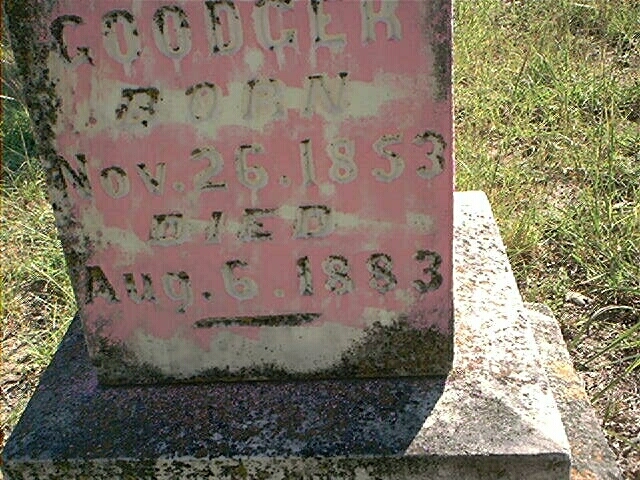 GOODGER
BORN
Nov. 26. 1853
DIED
Aug. 6. 1883